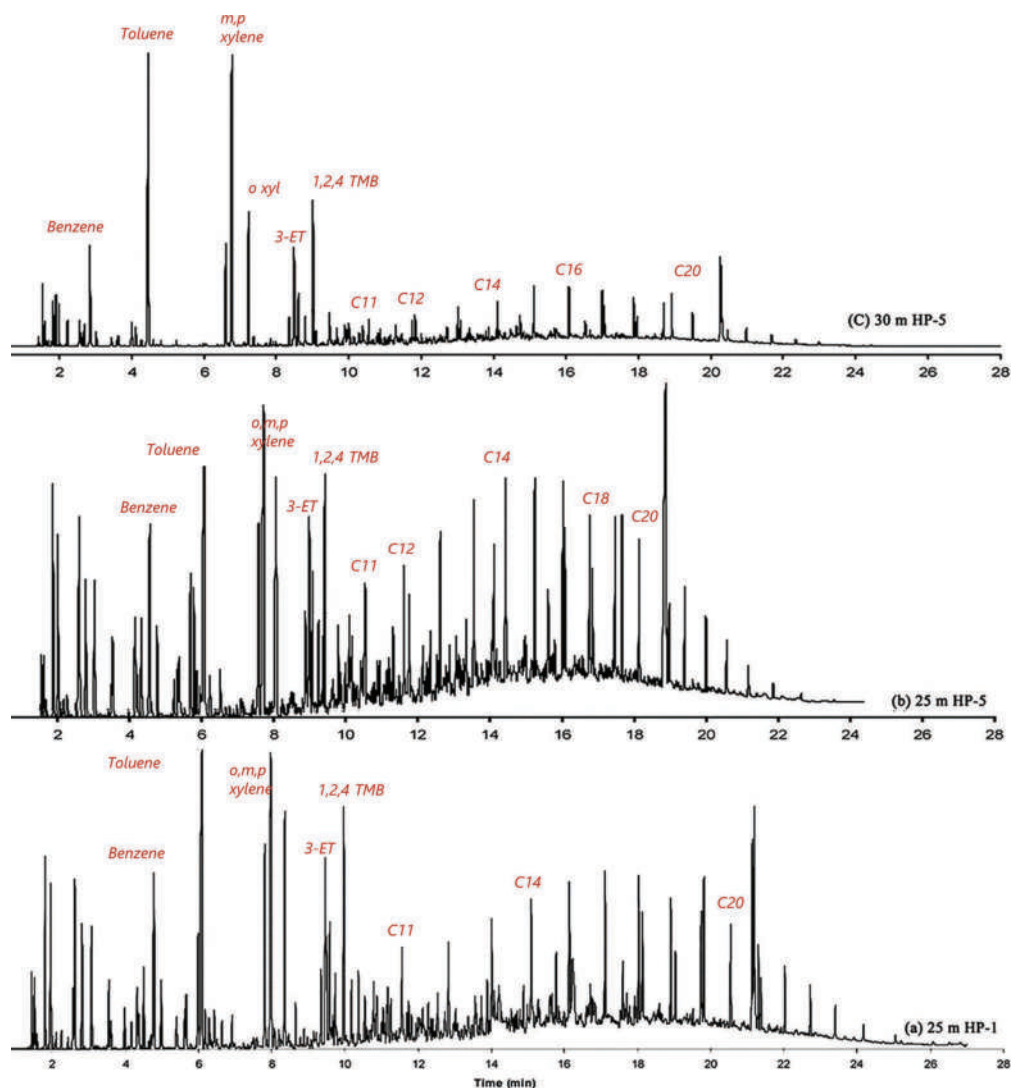 m,p
Toluene
xylene
1,2,4 TMB
o xyl
Benzene
3-ET
C14
C16
C20
C11
C12
(C) 30 m HP-5
2 4 6 8 10 12 14 16 18 20 22 24 26 28
o,m,p
xylene
Toluene
1,2,4 TMB
C14
Benzene
3-ET
C18
C20
C11
C12
(b) 25 m HP-5
2 4 6 8 10 12 14 16 18 20 22 24 26 28
Toluene
o,m,p
xylene
1,2,4 TMB
Benzene
3-ET
C14
C20
C11
(a) 25 m HP-1
2 4 6 8 10 12 14 16 18 20 22 24 26 28
Time (min)